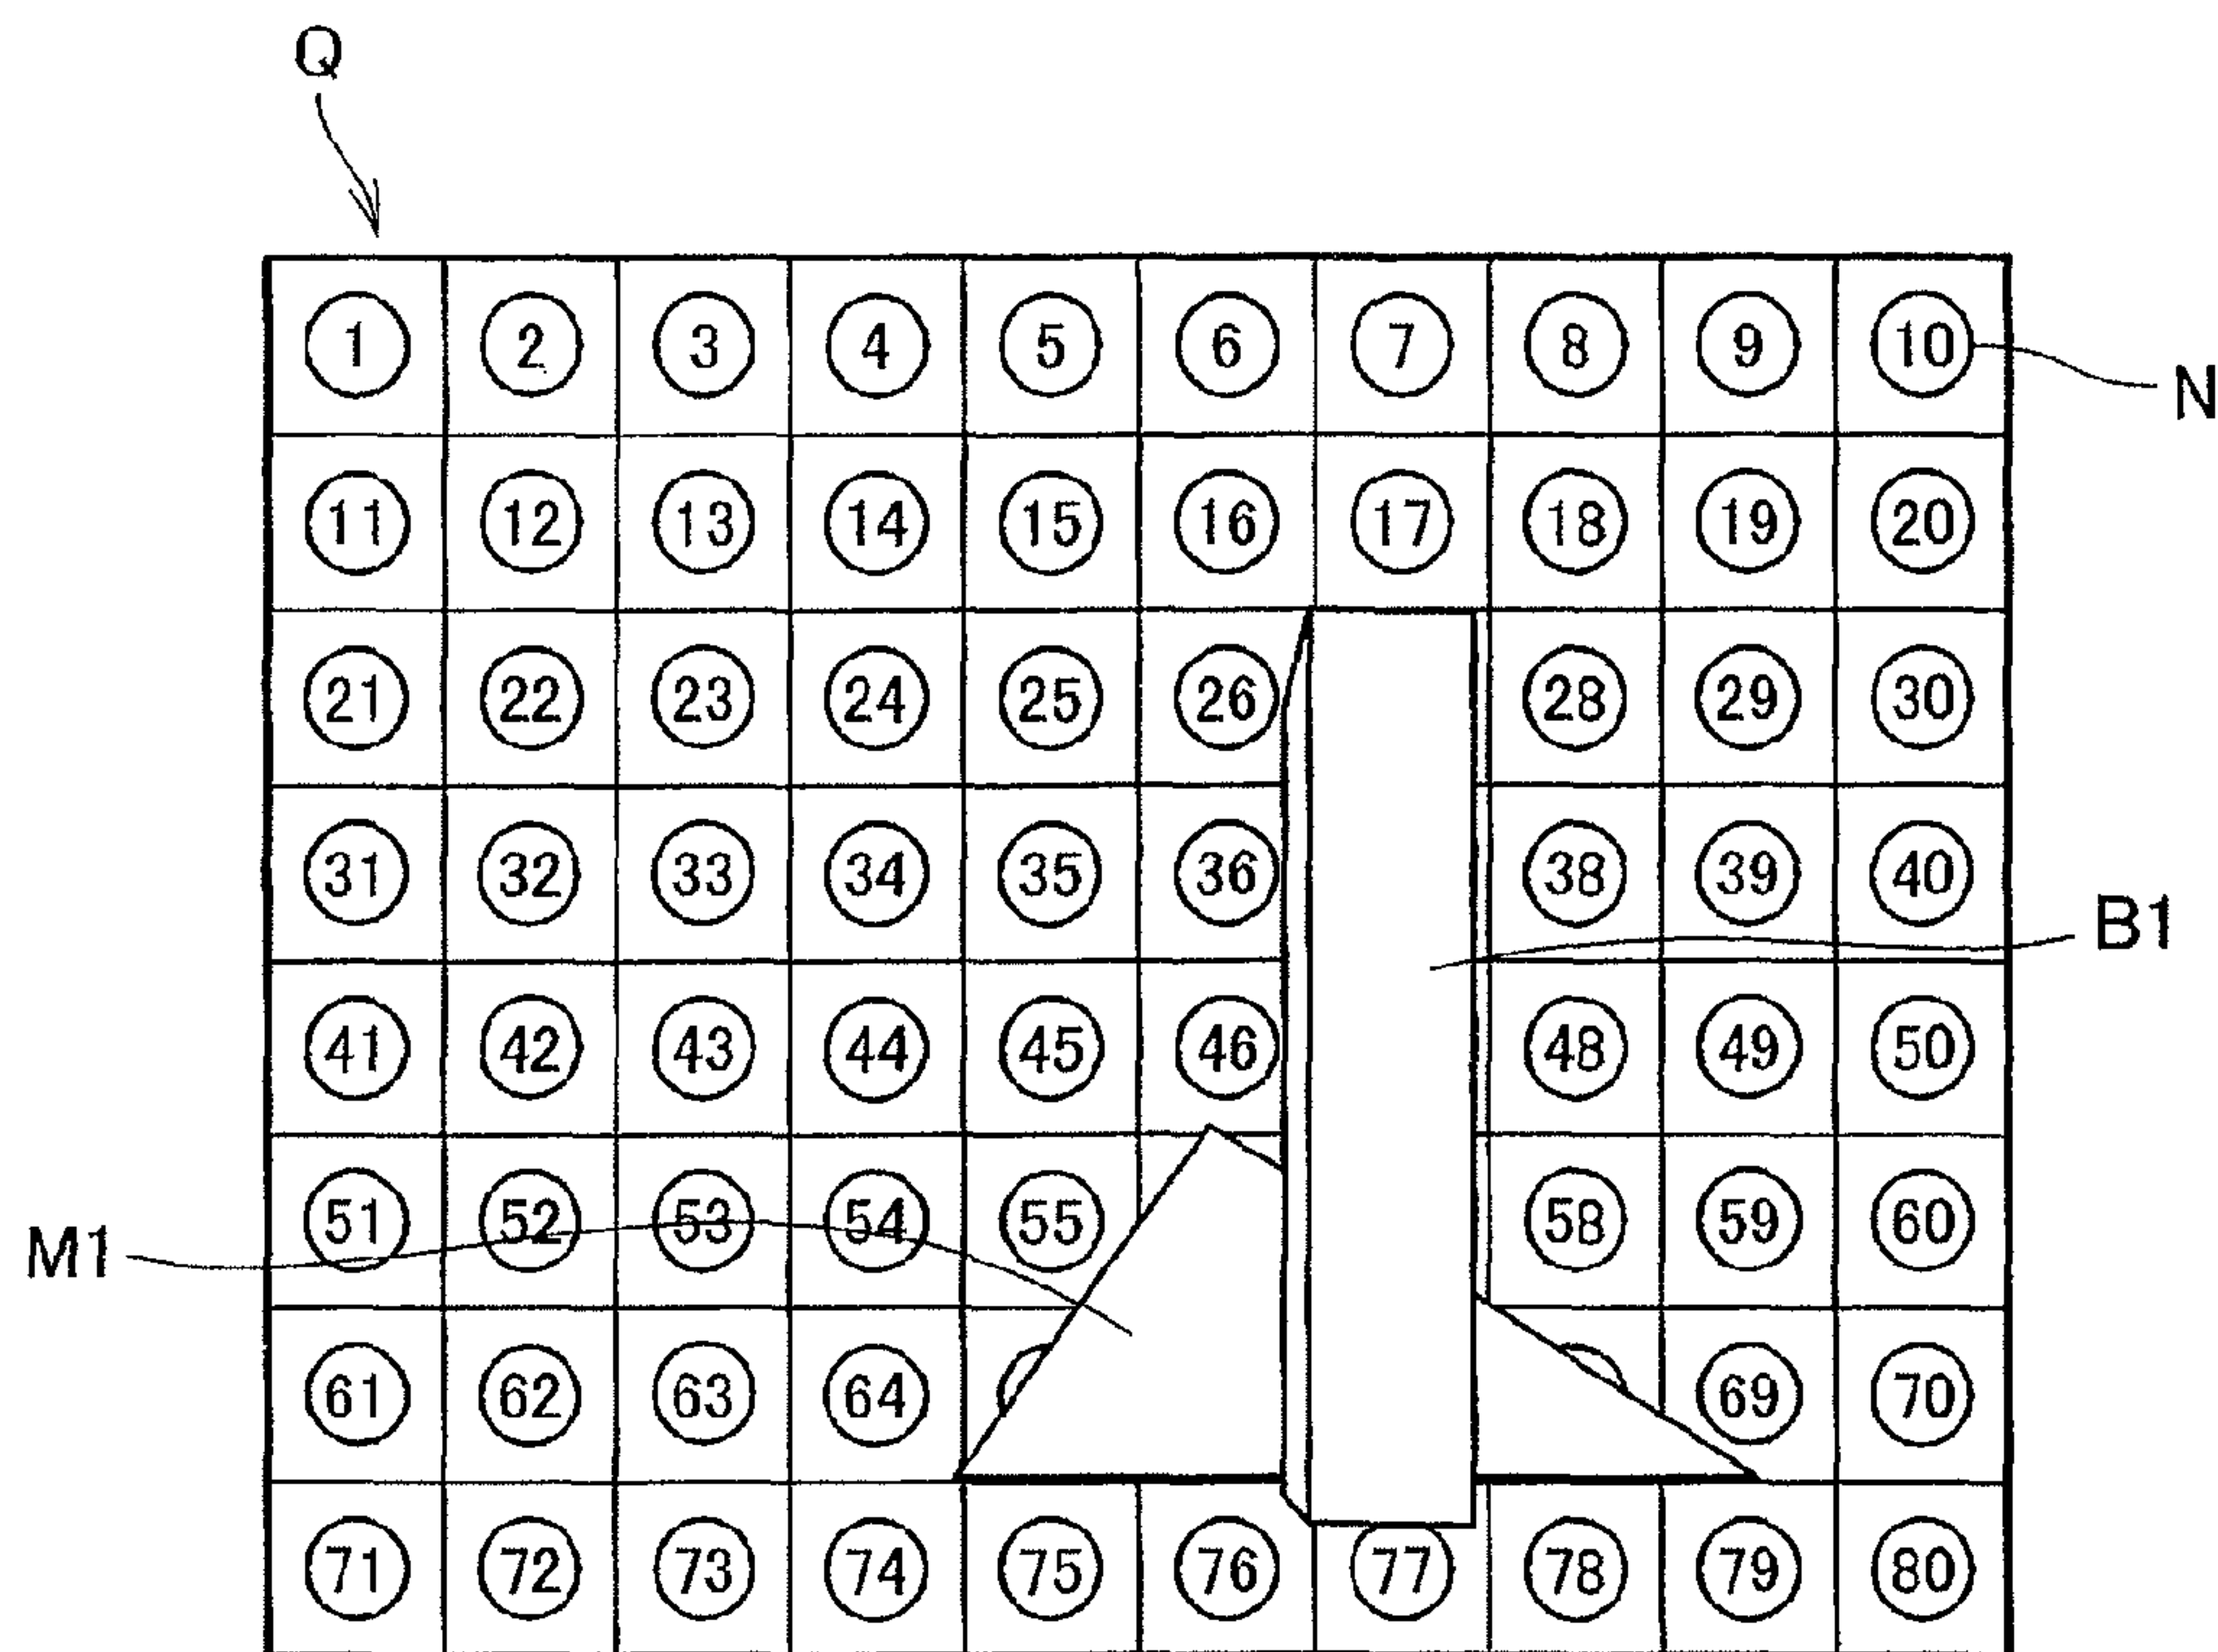 Q
1 2 3 4 5 6 7 8 9 10
N
11 12 13 14 15 16 17 18 19 20
21 22 23 24 25 26 28 29 30
31 32 33 34 35 36 38 39 40
B1
41 42 43 44 45 46 48 49 50
51 52 53 54 55 58 59 60
M1
61 62 63 64 69 70
71 72 73 74 75 76 77 78 79 80